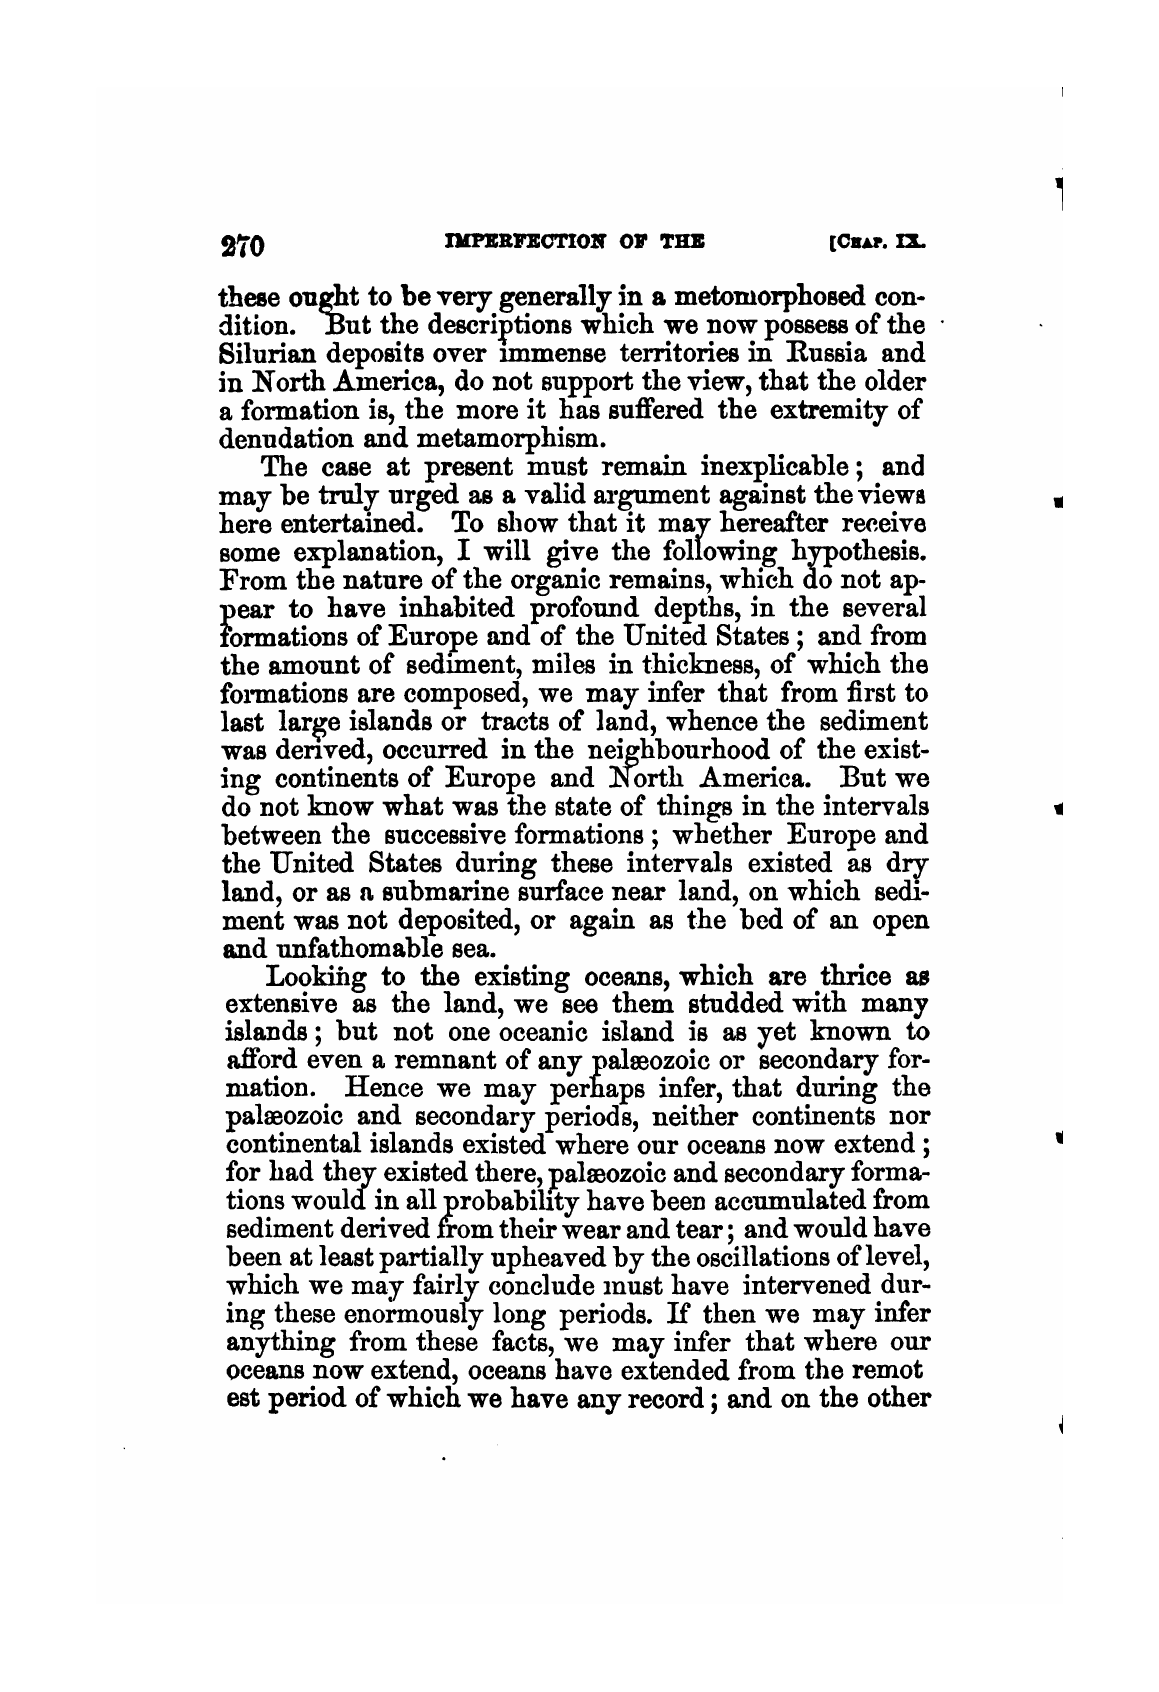 270 IMPERFECTION OF THE [CHAP. IX.
these ought to be very generally in a metomorphosed con-
dition. But the descriptions which we now possess of the
Silurian deposits over immense territories in Russia and
in North America, do not support the view, that the older
a formation is, the more it has suffered the extremity of
denudation and metamorphism.
The case at present must remain inexplicable; and
may be truly urged as a valid argument against the views
here entertained. To show that it may hereafter receive
some explanation, I will give the following hypothesis.
From the nature of the organic remains, which do not ap-
pear to have inhabited profound depths, in the several
formations of Europe and of the United States; and from
the amount of sediment, miles in thickness, of which the
formations are composed, we may infer that from first to
last large islands or tracts of land, whence the sediment
was derived, occurred in the neighbourhood of the exist-
ing continents of Europe and North America. But we
do not know what was the state of things in the intervals
between the successive formations; whether Europe and
the United States during these intervals existed as dry
land, or as a submarine surface near land, on which sedi-
ment was not deposited, or again as the bed of an open
and unfathomable sea.
Looking to the existing oceans, which are thrice as
extensive as the land, we see them studded with many
islands; but not one oceanic island is as yet known to
afford even a remnant of any palæozoic or secondary for-
mation. Hence we may perhaps infer, that during the
palæozoic and secondary periods, neither continents nor
continental islands existed where our oceans now extend;
for had they existed there, palæozoic and secondary forma-
tions would in all probability have been accumulated from
sediment derived from their wear and tear; and would have
been at least partially upheaved by the oscillations of level,
which we may fairly conclude must have intervened dur-
ing these enormously long periods. If then we may infer
anything from these facts, we may infer that where our
oceans now extend, oceans have extended from the remot
est period of which we have any record; and on the other